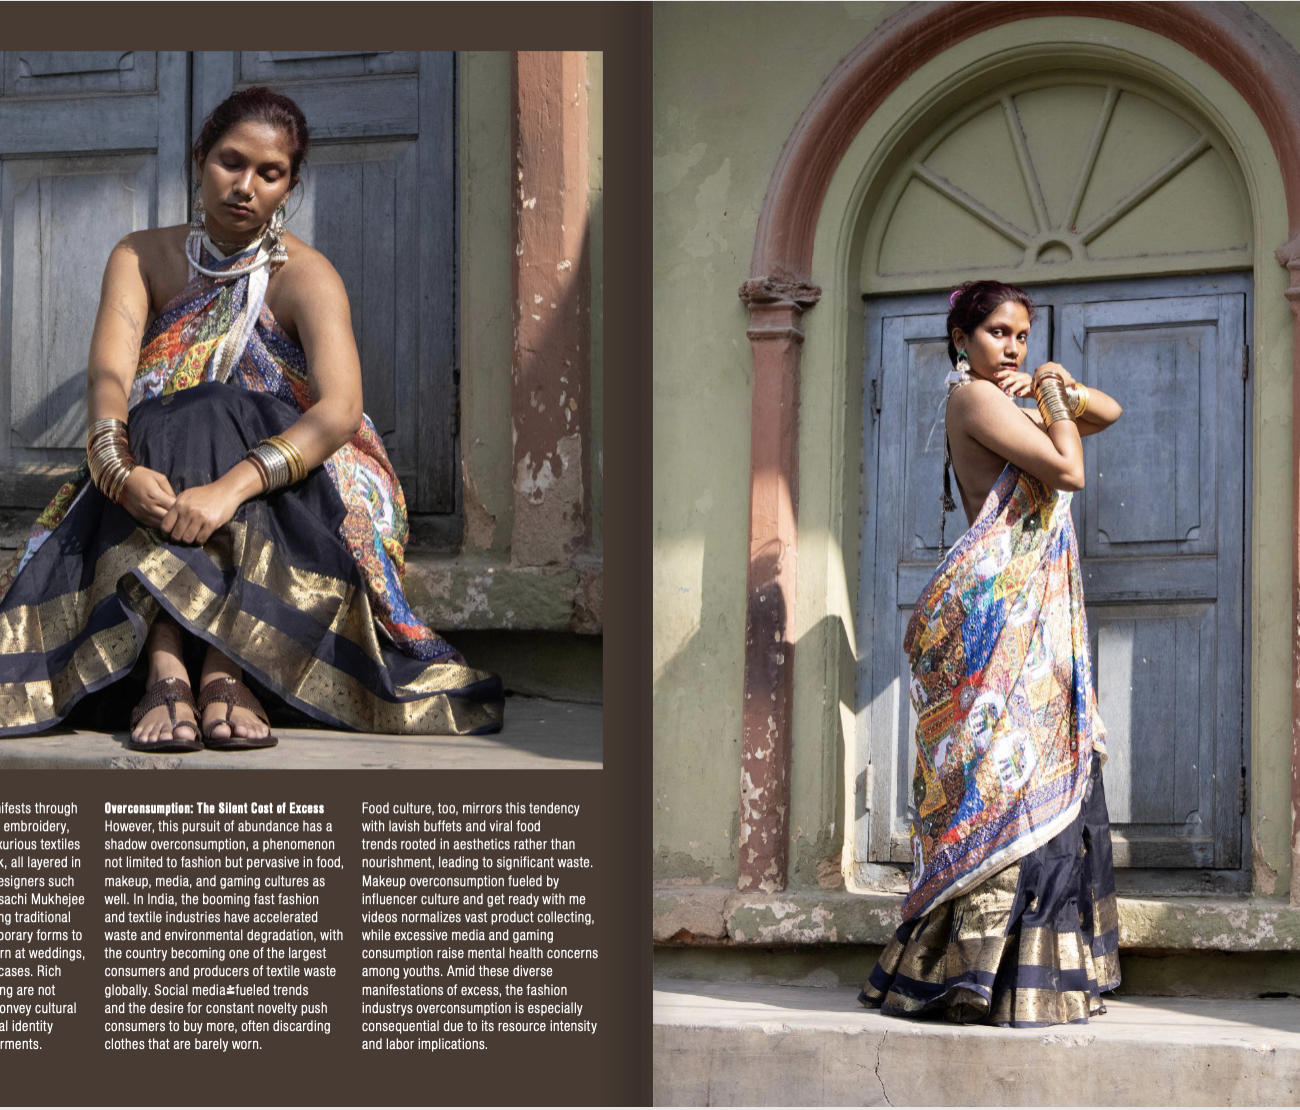 ifests through
embroidery,
xurious textiles
k, all layered in
esigners such
sachi Mukhejee
ng traditional
porary forms to
rn at weddings,
cases. Rich
ng are not
onvey cultural
al identity
rments.
Overconsumption: The Silent Cost of Excess
However, this pursuit of abundance has a
shadow overconsumption, a phenomenon
not limited to fashion but pervasive in food,
makeup, media, and gaming cultures as
well. In India, the booming fast fashion
and textile industries have accelerated
waste and environmental degradation, with
the country becoming one of the largest
consumers and producers of textile waste
globally. Social media fueled trends
and the desire for constant novelty push
consumers to buy more, often discarding
clothes that are barely worn.
Food culture, too, mirrors this tendency
with lavish buffets and viral food
trends rooted in aesthetics rather than
nourishment, leading to significant waste.
Makeup overconsumption fueled by
influencer culture and get ready with me
videos normalizes vast product collecting,
while excessive media and gaming
consumption raise mental health concerns
among youths. Amid these diverse
manifestations of excess, the fashion
industrys overconsumption is especially
consequential due to its resource intensity
and labor implications.